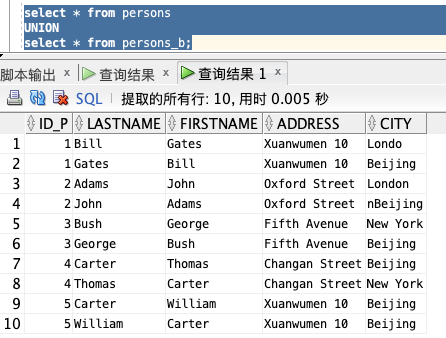 select * from persons
UNION
select * from persons_b;
脚本输出 × 查询结果 × 查询结果 1 ×
SQL | 提取的所有行: 10, 用时 0.005 秒
ID_P LASTNAME FIRSTNAME ADDRESS CITY
1 1 Bill Gates Xuanwumen 10 Londo
2 1 Gates Bill Xuanwumen 10 Beijing
3 2 Adams John Oxford Street London
4 2 John Adams Oxford Street nBeijing
5 3 Bush George Fifth Avenue New York
6 3 George Bush Fifth Avenue Beijing
7 4 Carter Thomas Changan Street Beijing
8 4 Thomas Carter Changan Street New York
9 5 Carter William Xuanwumen 10 Beijing
10 5 William Carter Xuanwumen 10 Beijing